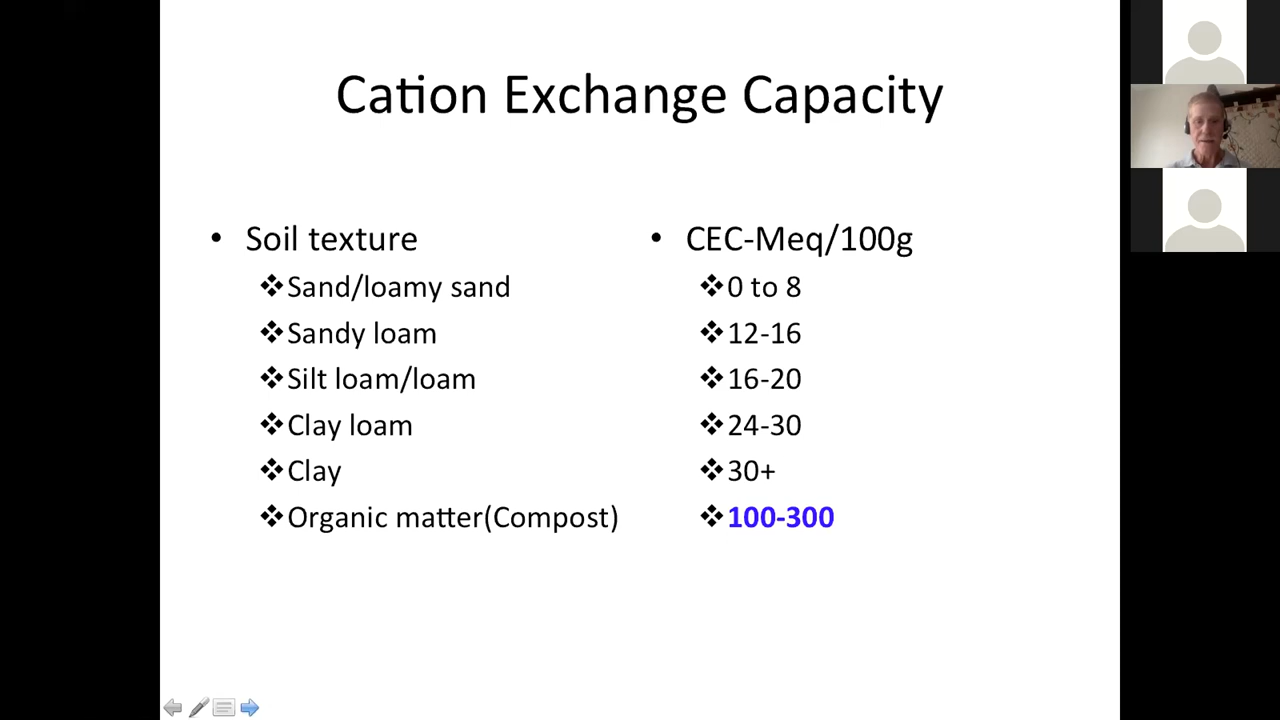 Cation Exchange Capacity
• Soil texture
❖Sand/loamy sand
❖Sandy loam
❖Silt loam/loam
❖Clay loam
❖Clay
❖Organic matter(Compost)
• CEC-Meq/100g
❖0 to 8
❖12-16
❖16-20
❖24-30
❖30+
❖100-300